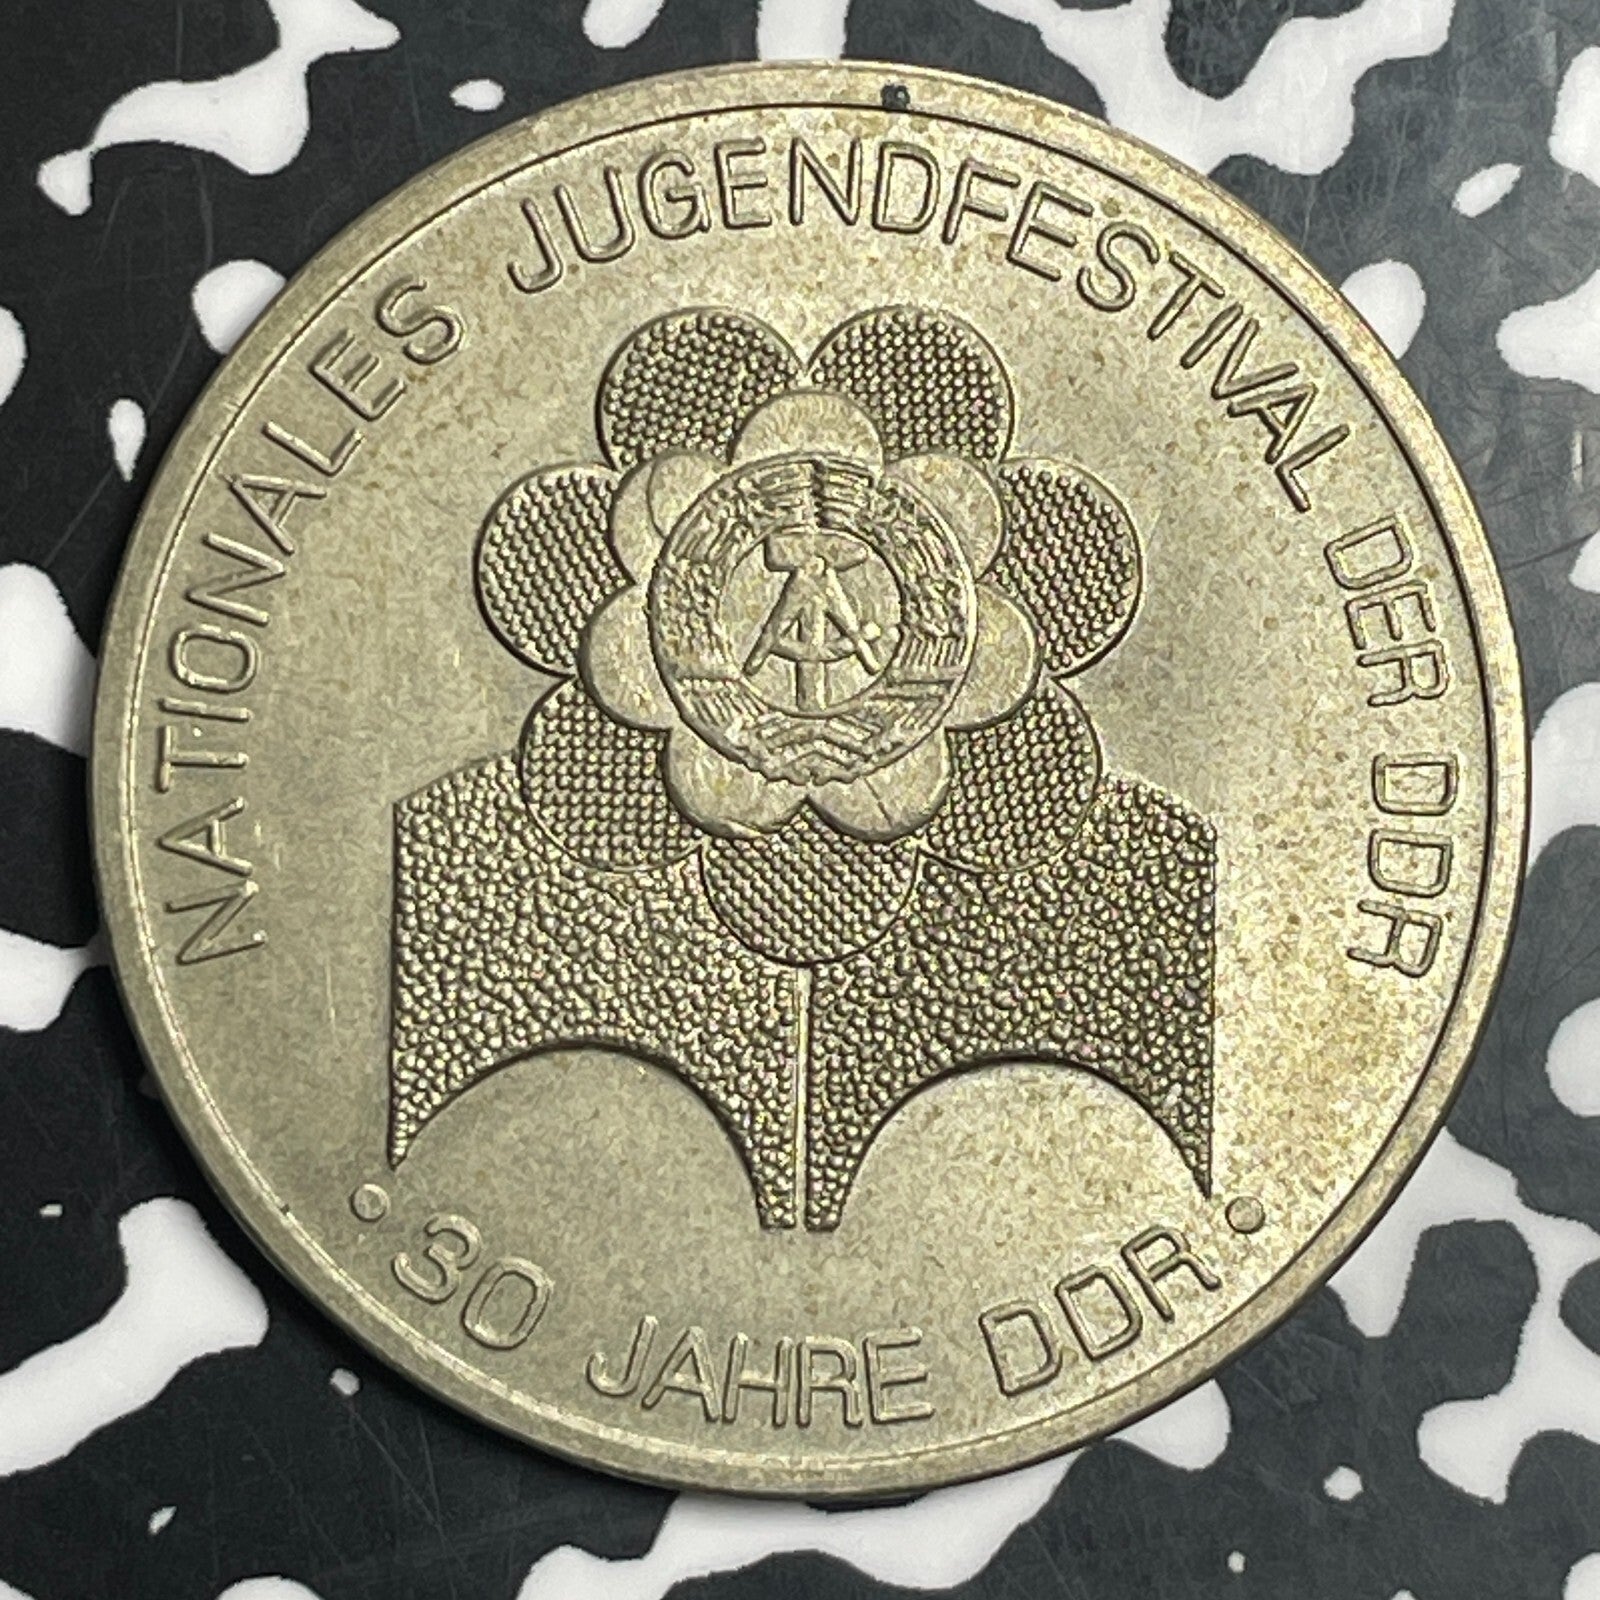 NATIONALES JUGENDFESTIVAL DER DDR
• 30 JAHRE DDR •